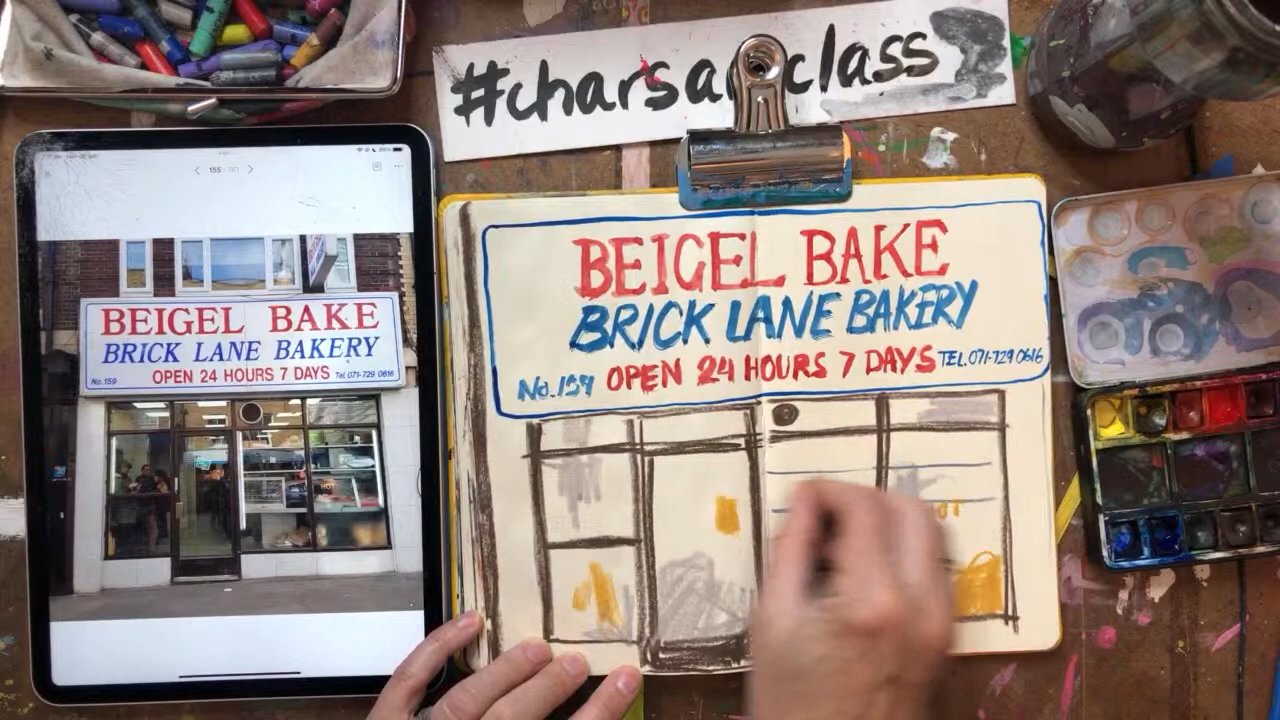 #charsar class
155
BEIGEL BAKE
BRICK LANE BAKERY
No.159
OPEN 24 HOURS 7 DAYS
Tel.071-729 0616
BEIGEL BAKE
BRICK LANE BAKERY
No.159 OPEN 24 HOURS 7 DAYS TEL.071-729 0616